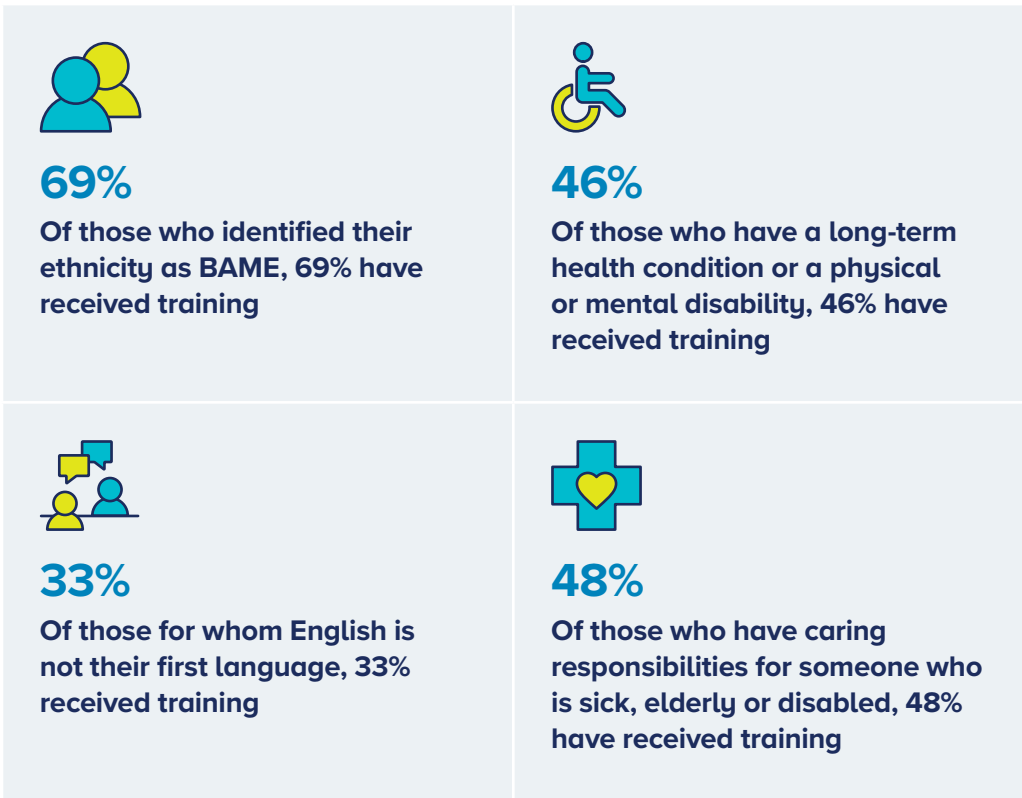 69%
Of those who identified their
ethnicity as BAME, 69% have
received training
46%
Of those who have a long-term
health condition or a physical
or mental disability, 46% have
received training
33%
Of those for whom English is
not their first language, 33%
received training
48%
Of those who have caring
responsibilities for someone who
is sick, elderly or disabled, 48%
have received training